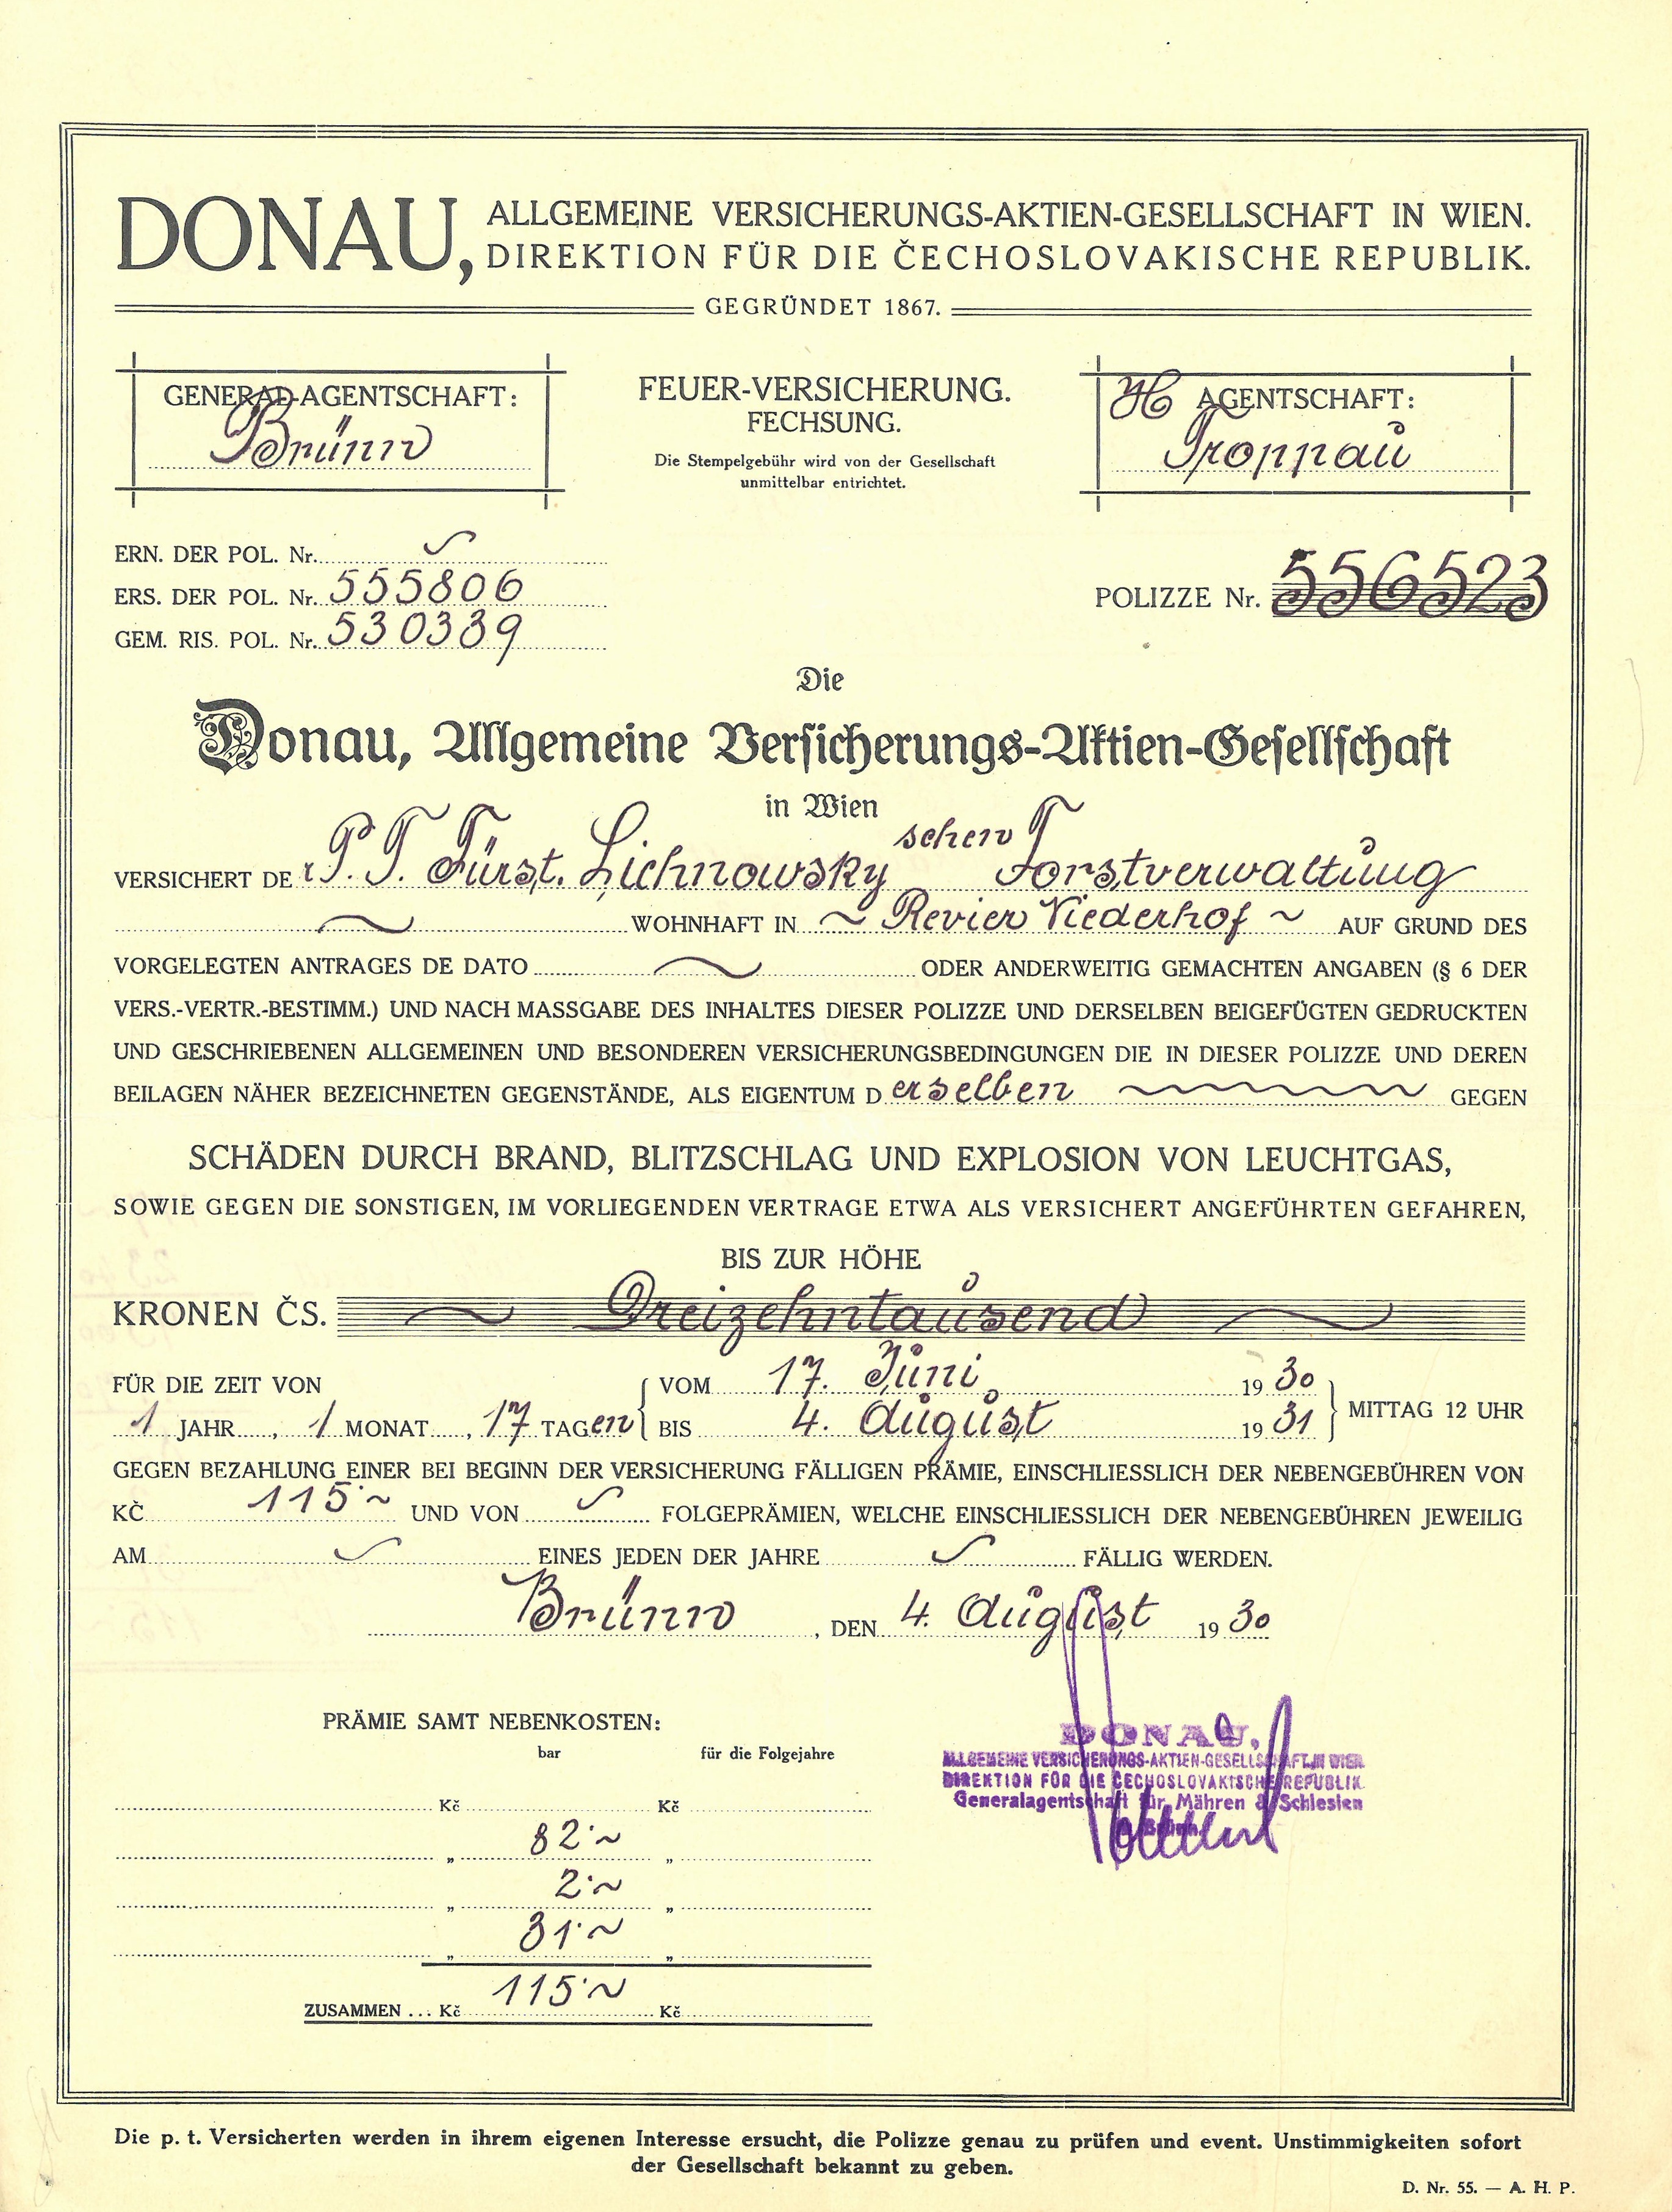 DONAU, ALLGEMEINE VERSICHERUNGS-AKTIEN-GESELLSCHAFT IN WIEN.
DIREKTION FÜR DIE ČECHOSLOVAKISCHE REPUBLIK.
GEGRÜNDET 1867.
GENERAL-AGENTSCHAFT:
Brünn
FEUER-VERSICHERUNG.
FECHSUNG.
Die Stempelgebühr wird von der Gesellschaft
unmittelbar entrichtet.
H AGENTSCHAFT:
Troppau
ERN. DER POL. Nr.
ERS. DER POL. Nr. 555806
GEM. RIS. POL. Nr. 530339
POLIZZE Nr. 556523
Die
Donau, Allgemeine Versicherungs-Aktien-Gesellschaft
in Wien
VERSICHERT DE r P. T. Fürst. Lichnowskyschen Forstverwaltung
WOHNHAFT IN ~ Revier Niederhof ~ AUF GRUND DES
VORGELEGTEN ANTRAGES DE DATO ~ ODER ANDERWEITIG GEMACHTEN ANGABEN (§ 6 DER
VERS.-VERTR.-BESTIMM.) UND NACH MASSGABE DES INHALTES DIESER POLIZZE UND DERSELBEN BEIGEFÜGTEN GEDRUCKTEN
UND GESCHRIEBENEN ALLGEMEINEN UND BESONDEREN VERSICHERUNGSBEDINGUNGEN DIE IN DIESER POLIZZE UND DEREN
BEILAGEN NÄHER BEZEICHNETEN GEGENSTÄNDE, ALS EIGENTUM D erselben GEGEN
SCHÄDEN DURCH BRAND, BLITZSCHLAG UND EXPLOSION VON LEUCHTGAS,
SOWIE GEGEN DIE SONSTIGEN, IM VORLIEGENDEN VERTRAGE ETWA ALS VERSICHERT ANGEFÜHRTEN GEFAHREN,
BIS ZUR HÖHE
KRONEN ČS. ~ Dreizehntausend ~
FÜR DIE ZEIT VON
1 JAHR, 1 MONAT, 17 TAGen
VOM 17. Juni 1930
BIS 4. August 1931
MITTAG 12 UHR
GEGEN BEZAHLUNG EINER BEI BEGINN DER VERSICHERUNG FÄLLIGEN PRÄMIE, EINSCHLIESSLICH DER NEBENGEBÜHREN VON
KČ 115·~ UND VON FOLGEPRÄMIEN, WELCHE EINSCHLIESSLICH DER NEBENGEBÜHREN JEWEILIG
AM EINES JEDEN DER JAHRE FÄLLIG WERDEN.
Brünn, DEN 4. August 1930
PRÄMIE SAMT NEBENKOSTEN:
bar für die Folgejahre
Kč Kč
„ 82·~ „
„ 2·~ „
„ 31·~ „
ZUSAMMEN ... Kč 115·~ Kč
DONAU,
ALLGEMEINE VERSICHERUNGS-AKTIEN-GESELLSCHAFT IN WIEN
DIREKTION FÜR DIE ČECHOSLOVAKISCHE REPUBLIK
Generalagentschaft für Mähren & Schlesien
Die p. t. Versicherten werden in ihrem eigenen Interesse ersucht, die Polizze genau zu prüfen und event. Unstimmigkeiten sofort
der Gesellschaft bekannt zu geben.
D. Nr. 55. — A. H. P.